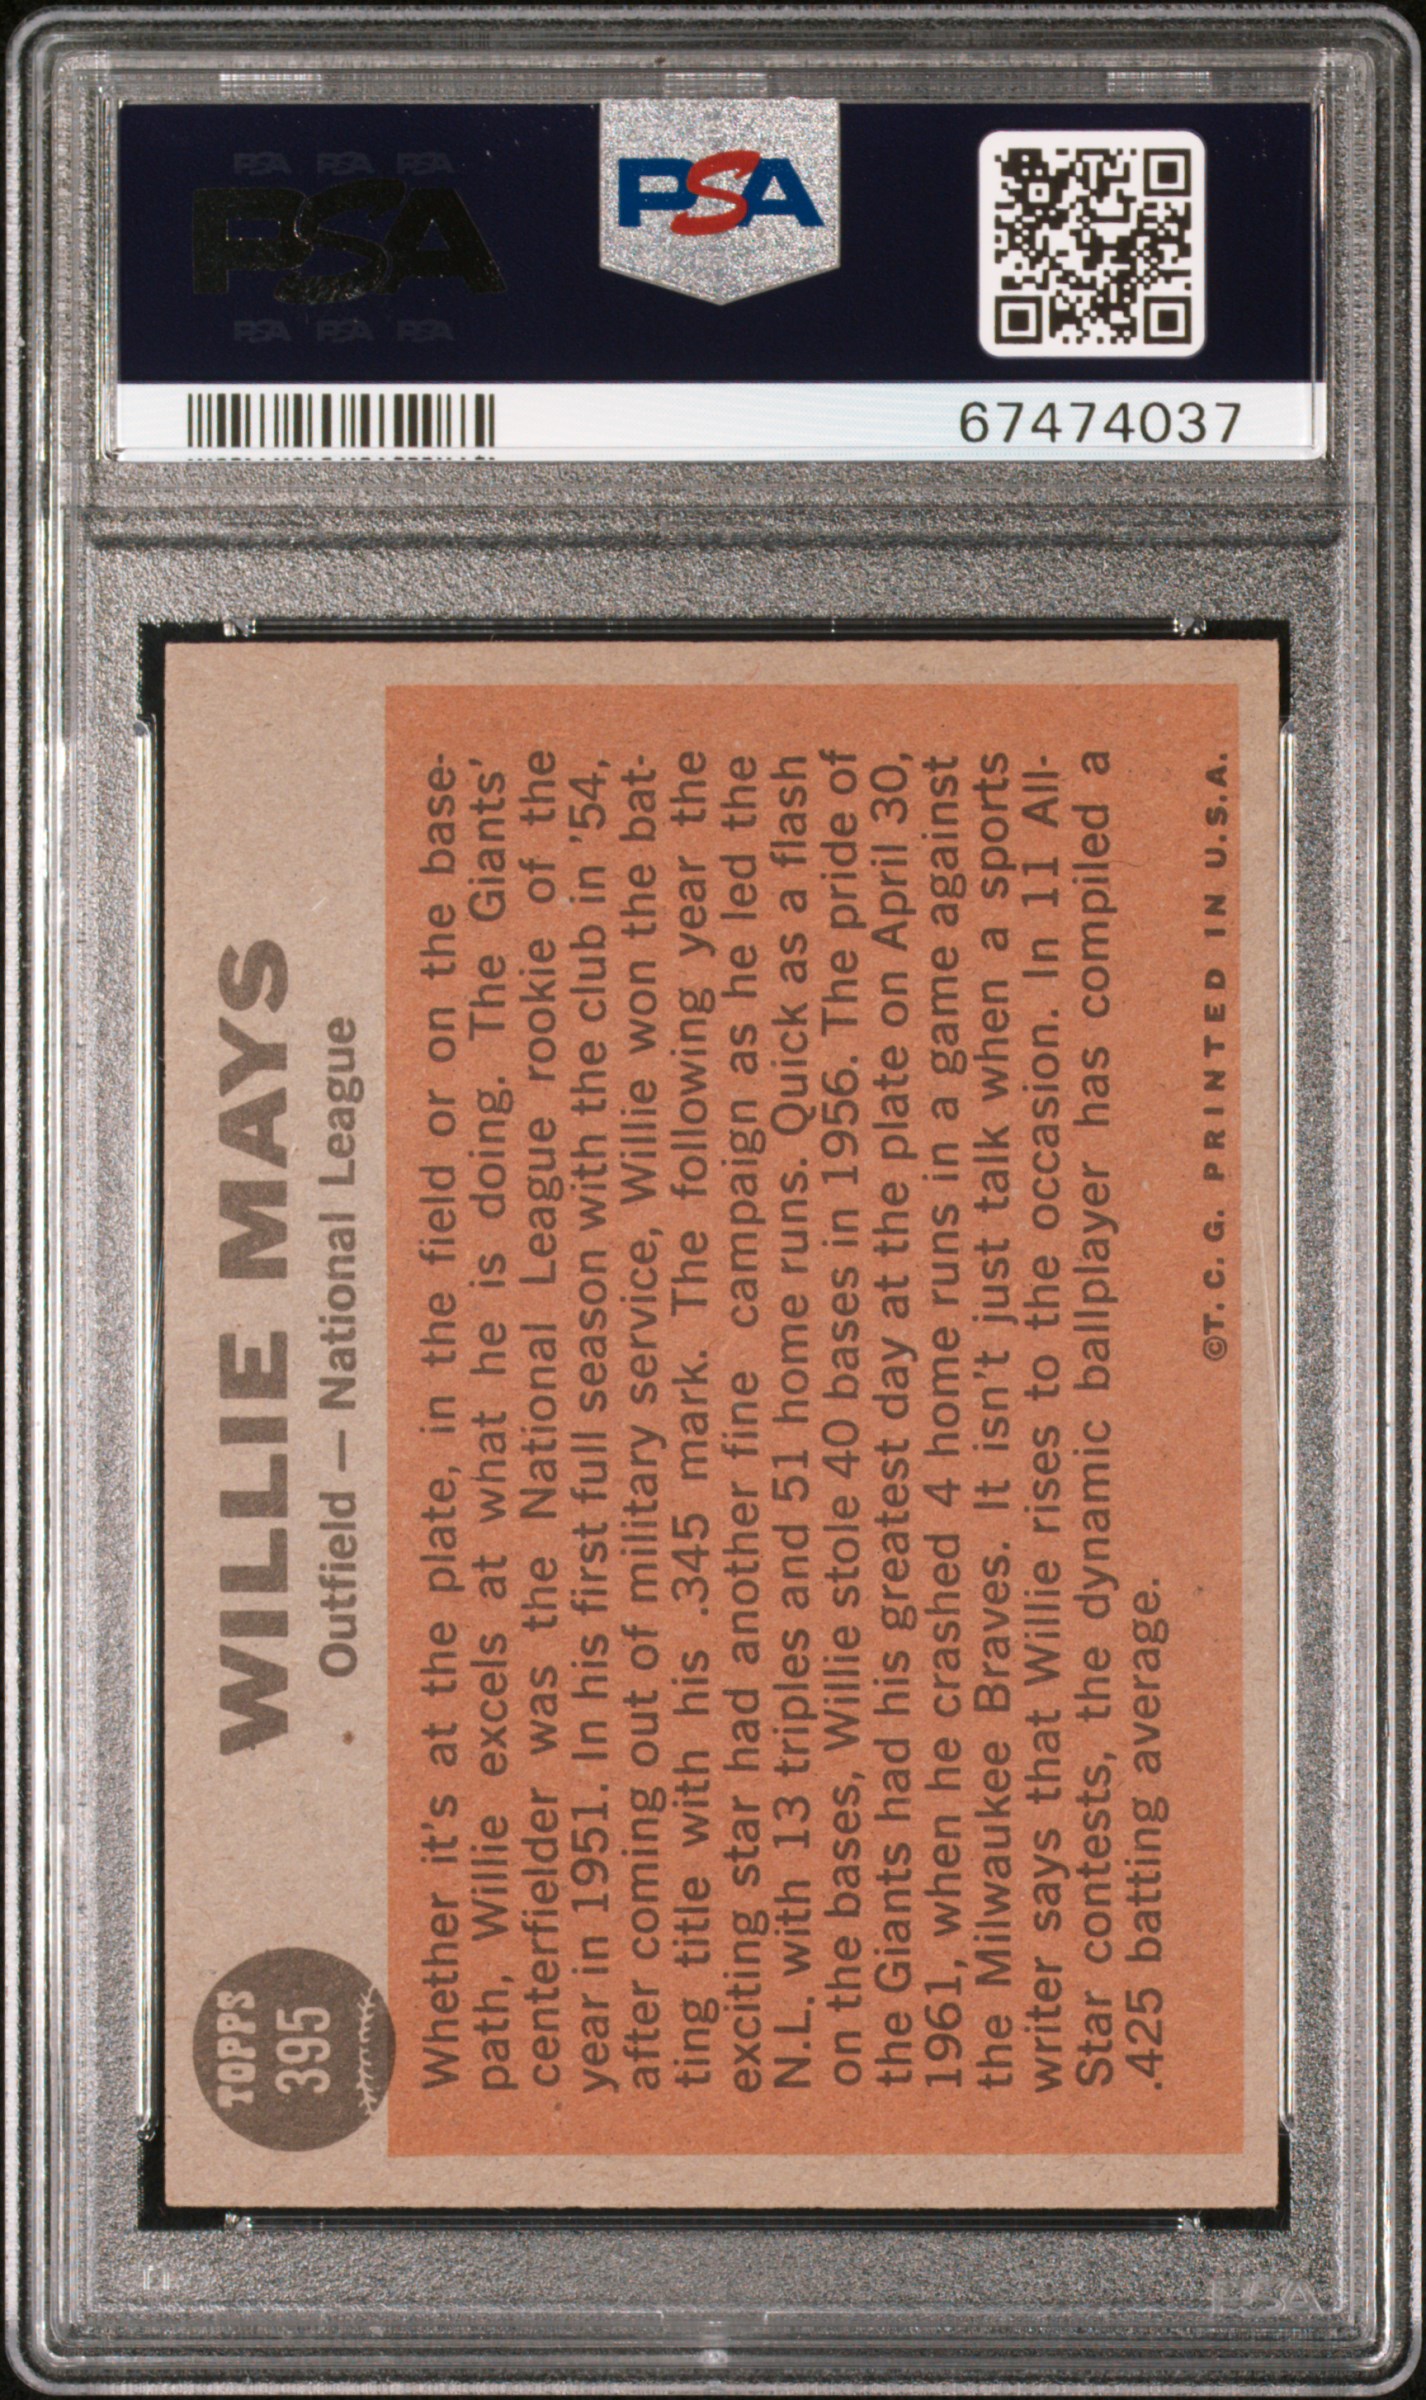 PSA PSA PSA
PSA
PSA PSA PSA
PSA
67474037
TOPPS
395
WILLIE MAYS
Outfield — National League
Whether it's at the plate, in the field or on the base-
path, Willie excels at what he is doing. The Giants'
centerfielder was the National League rookie of the
year in 1951. In his first full season with the club in '54,
after coming out of military service, Willie won the bat-
ting title with his .345 mark. The following year the
exciting star had another fine campaign as he led the
N.L. with 13 triples and 51 home runs. Quick as a flash
on the bases, Willie stole 40 bases in 1956. The pride of
the Giants had his greatest day at the plate on April 30,
1961, when he crashed 4 home runs in a game against
the Milwaukee Braves. It isn't just talk when a sports
writer says that Willie rises to the occasion. In 11 All-
Star contests, the dynamic ballplayer has compiled a
.425 batting average.
©T. C. G. PRINTED IN U.S.A.
PSA